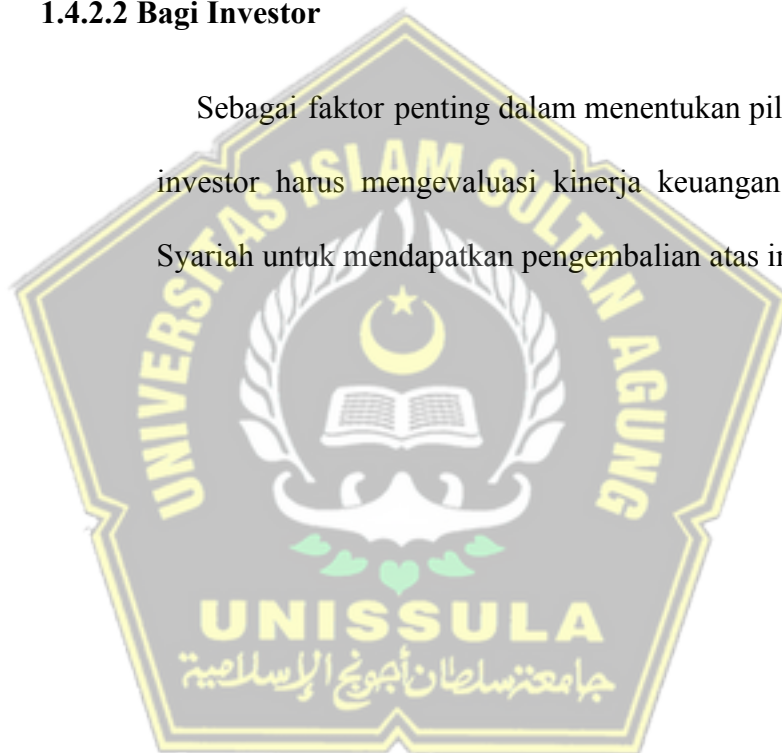 1.4.2.2 Bagi Investor
Sebagai faktor penting dalam menentukan pil
investor harus mengevaluasi kinerja keuangan
Syariah untuk mendapatkan pengembalian atas in
UNIVERSITAS ISLAM SULTAN AGUNG
UNISSULA
جامعة سلطان أجونج الإسلامية